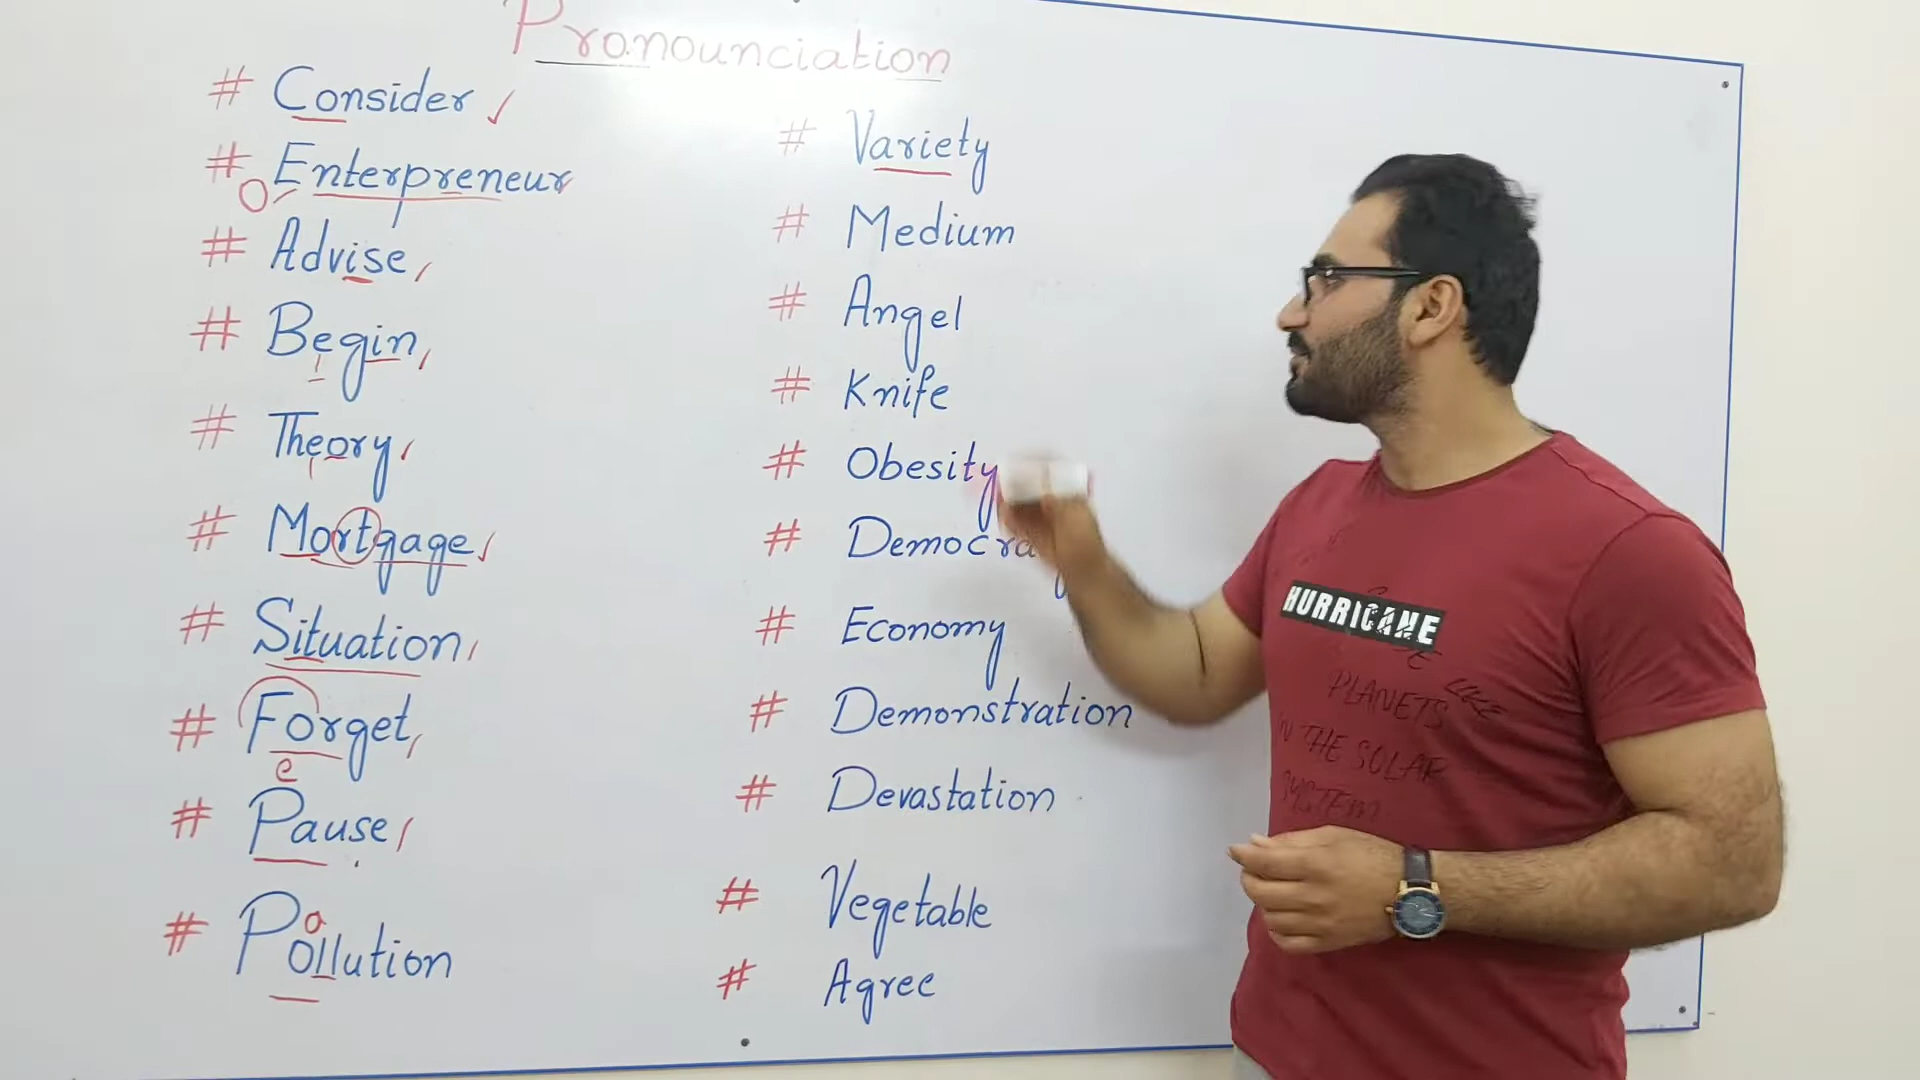 Pronounciation
# Consider ✓
# Enterpreneur
O
# Advise
# Begin
# Theory
# Mortgage
# Situation
# Forget
e
# Pause
a
# Pollution
# Variety
# Medium
# Angel
# Knife
# Obesity
# Democra
# Economy
# Demonstration
# Devastation
# Vegetable
# Agree
HURRICANE
PLANETS
IN THE SOLAR
SYSTEM